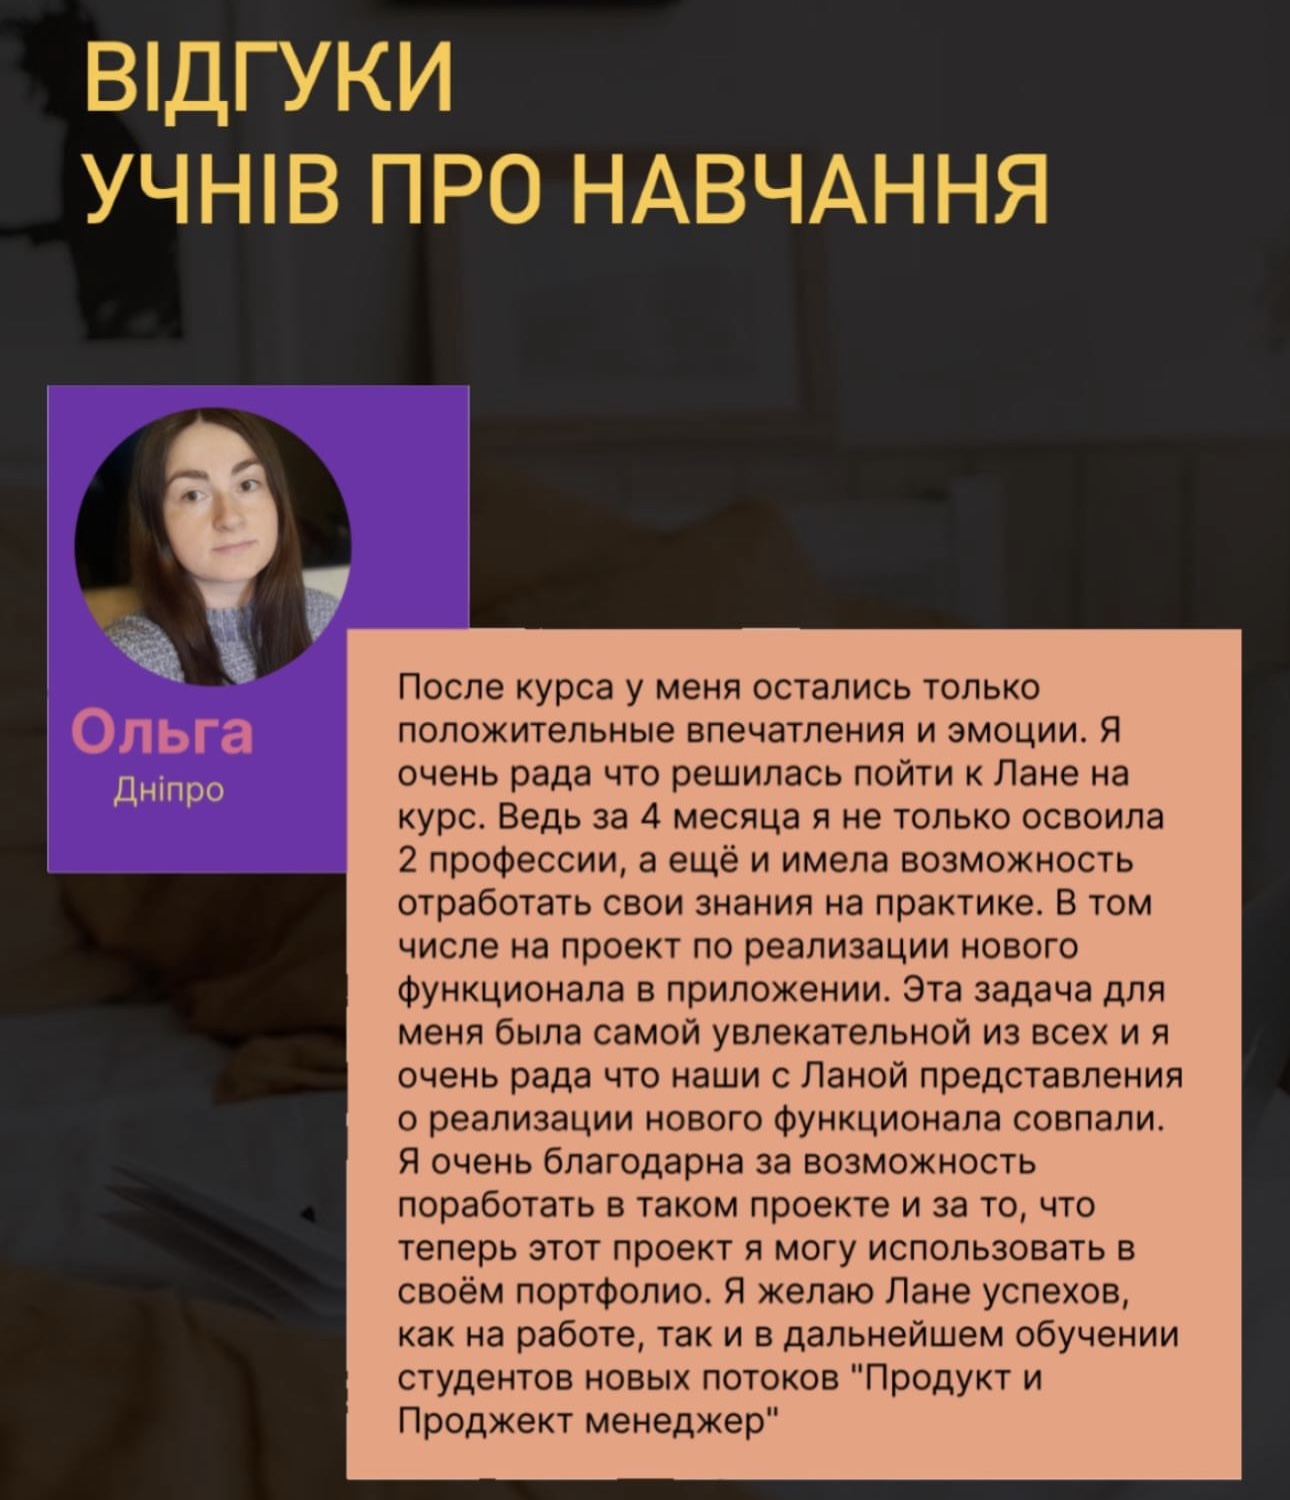 ВІДГУКИ
УЧНІВ ПРО НАВЧАННЯ
Ольга
Дніпро
После курса у меня остались только
положительные впечатления и эмоции. Я
очень рада что решилась пойти к Лане на
курс. Ведь за 4 месяца я не только освоила
2 профессии, а ещё и имела возможность
отработать свои знания на практике. В том
числе на проект по реализации нового
функционала в приложении. Эта задача для
меня была самой увлекательной из всех и я
очень рада что наши с Ланой представления
о реализации нового функционала совпали.
Я очень благодарна за возможность
поработать в таком проекте и за то, что
теперь этот проект я могу использовать в
своём портфолио. Я желаю Лане успехов,
как на работе, так и в дальнейшем обучении
студентов новых потоков "Продукт и
Проджект менеджер"